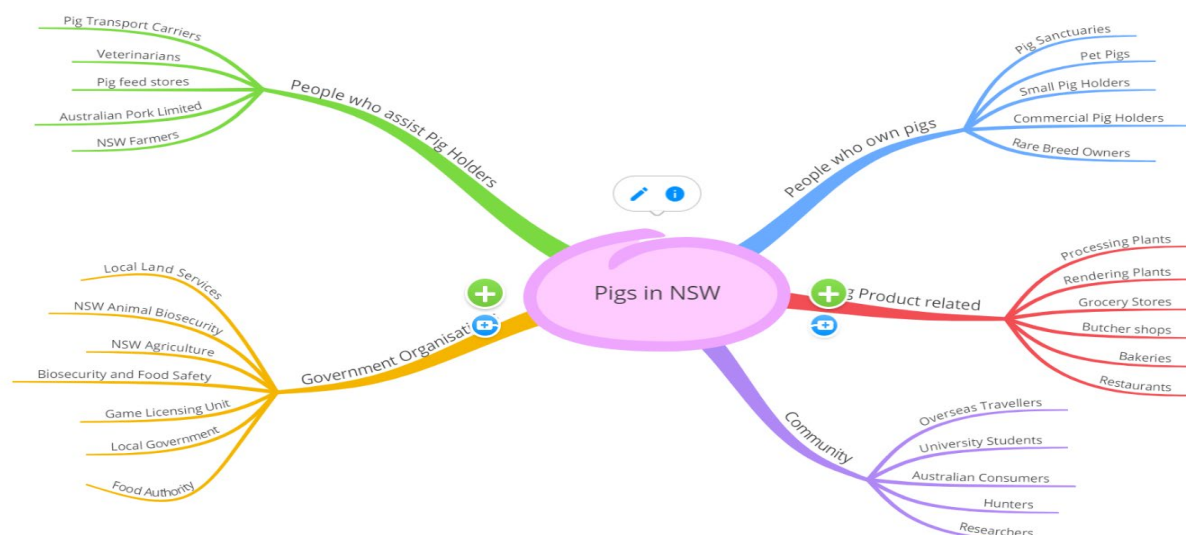 Pigs in NSW
People who assist Pig Holders
Pig Transport Carriers
Veterinarians
Pig feed stores
Australian Pork Limited
NSW Farmers
Government Organisati
Local Land Services
NSW Animal Biosecurity
NSW Agriculture
Biosecurity and Food Safety
Game Licensing Unit
Local Government
Food Authority
People who own pigs
Pig Sanctuaries
Pet Pigs
Small Pig Holders
Commercial Pig Holders
Rare Breed Owners
g Product related
Processing Plants
Rendering Plants
Grocery Stores
Butcher shops
Bakeries
Restaurants
Community
Overseas Travellers
University Students
Australian Consumers
Hunters
Researchers